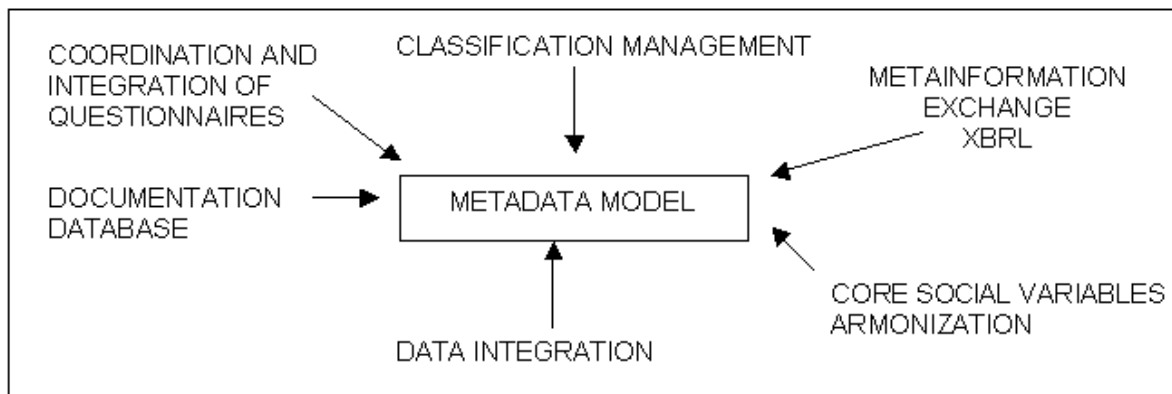 COORDINATION AND
INTEGRATION OF
QUESTIONNAIRES
CLASSIFICATION MANAGEMENT
METAINFORMATION
EXCHANGE
XBRL
DOCUMENTATION
DATABASE
METADATA MODEL
CORE SOCIAL VARIABLES
ARMONIZATION
DATA INTEGRATION